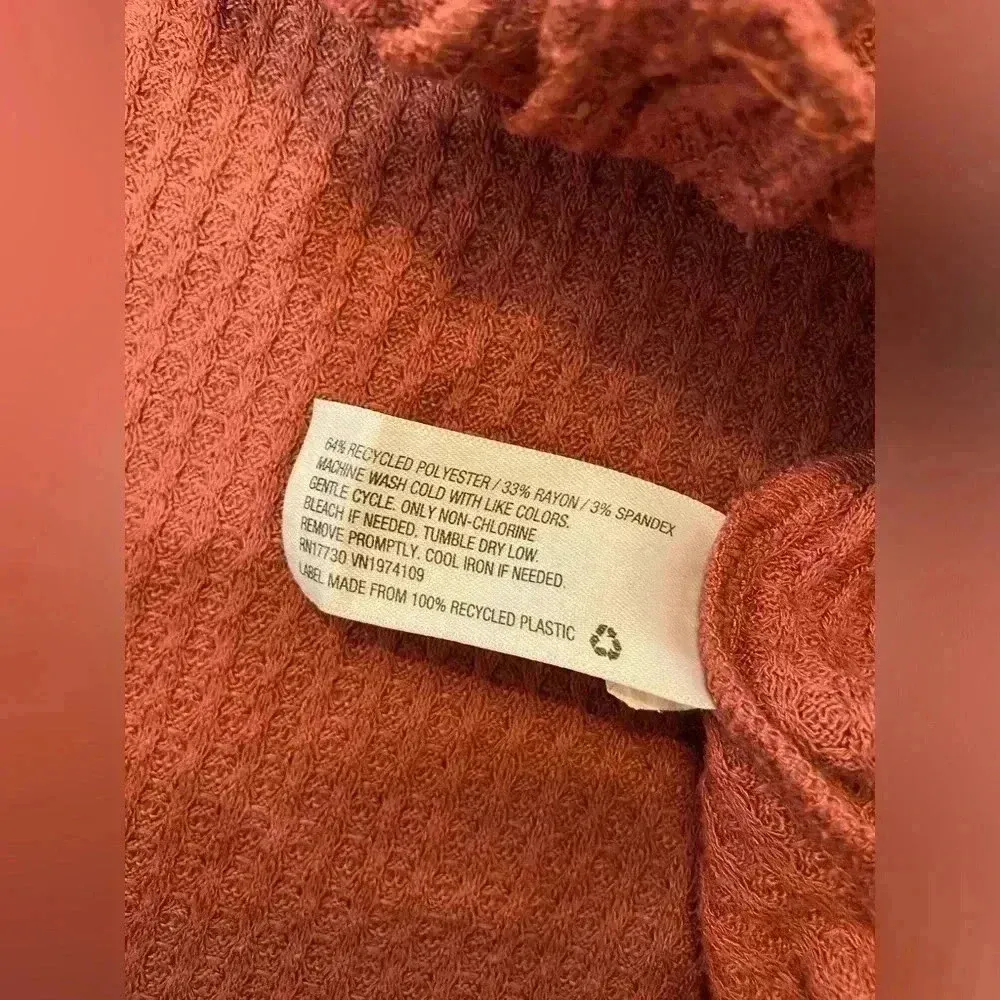 64% RECYCLED POLYESTER / 33% RAYON / 3% SPANDEX
MACHINE WASH COLD WITH LIKE COLORS.
GENTLE CYCLE. ONLY NON-CHLORINE
BLEACH IF NEEDED. TUMBLE DRY LOW.
REMOVE PROMPTLY. COOL IRON IF NEEDED.
RN17730 VN1974109
LABEL MADE FROM 100% RECYCLED PLASTIC